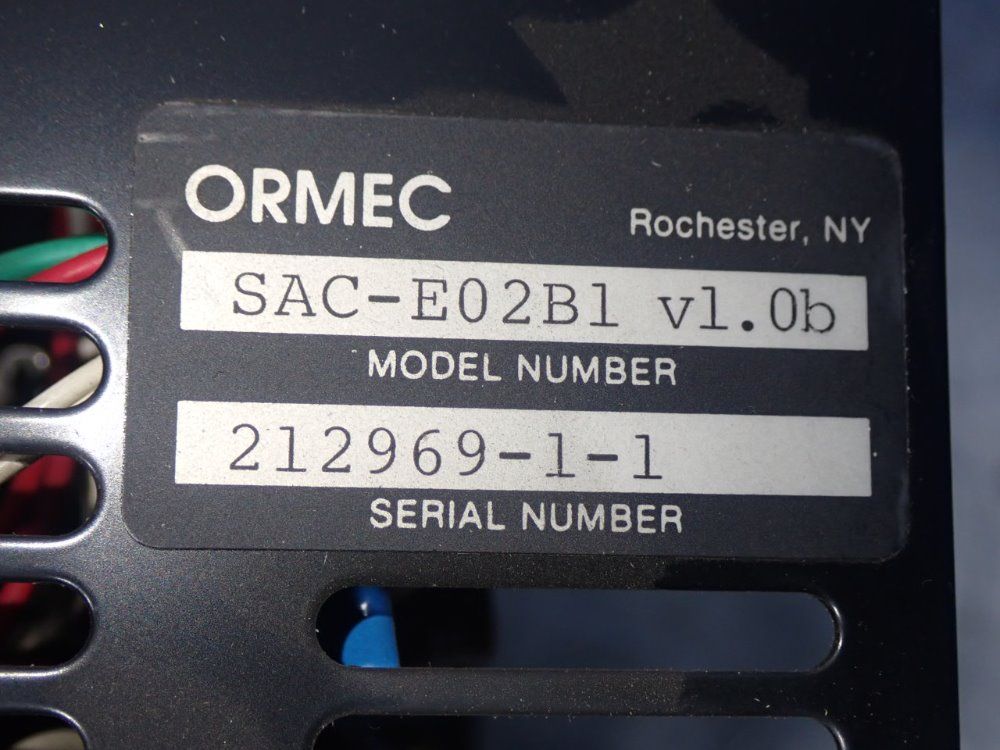 ORMEC
Rochester, NY
SAC-E02B1 v1.0b
MODEL NUMBER
212969-1-1
SERIAL NUMBER